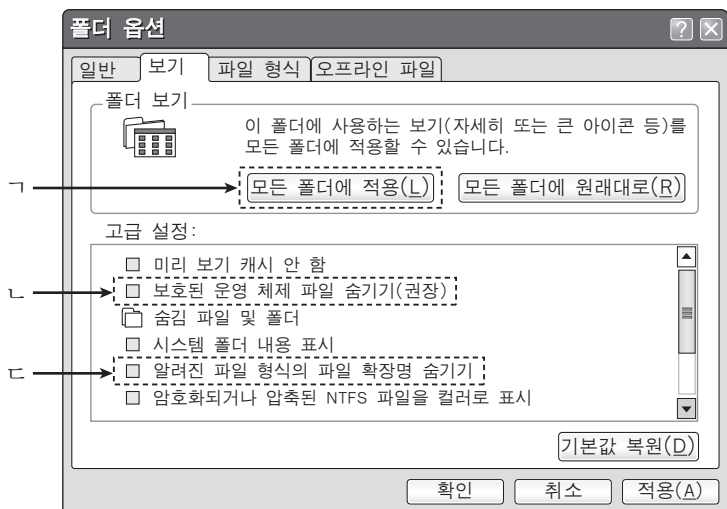 폴더 옵션
일반 보기 파일 형식 오프라인 파일
폴더 보기
이 폴더에 사용하는 보기(자세히 또는 큰 아이콘 등)를
모든 폴더에 적용할 수 있습니다.
ㄱ 모든 폴더에 적용(L) 모든 폴더에 원래대로(R)
고급 설정:
미리 보기 캐시 안 함
ㄴ 보호된 운영 체제 파일 숨기기(권장)
숨김 파일 및 폴더
시스템 폴더 내용 표시
ㄷ 알려진 파일 형식의 파일 확장명 숨기기
암호화되거나 압축된 NTFS 파일을 컬러로 표시
기본값 복원(D)
확인 취소 적용(A)